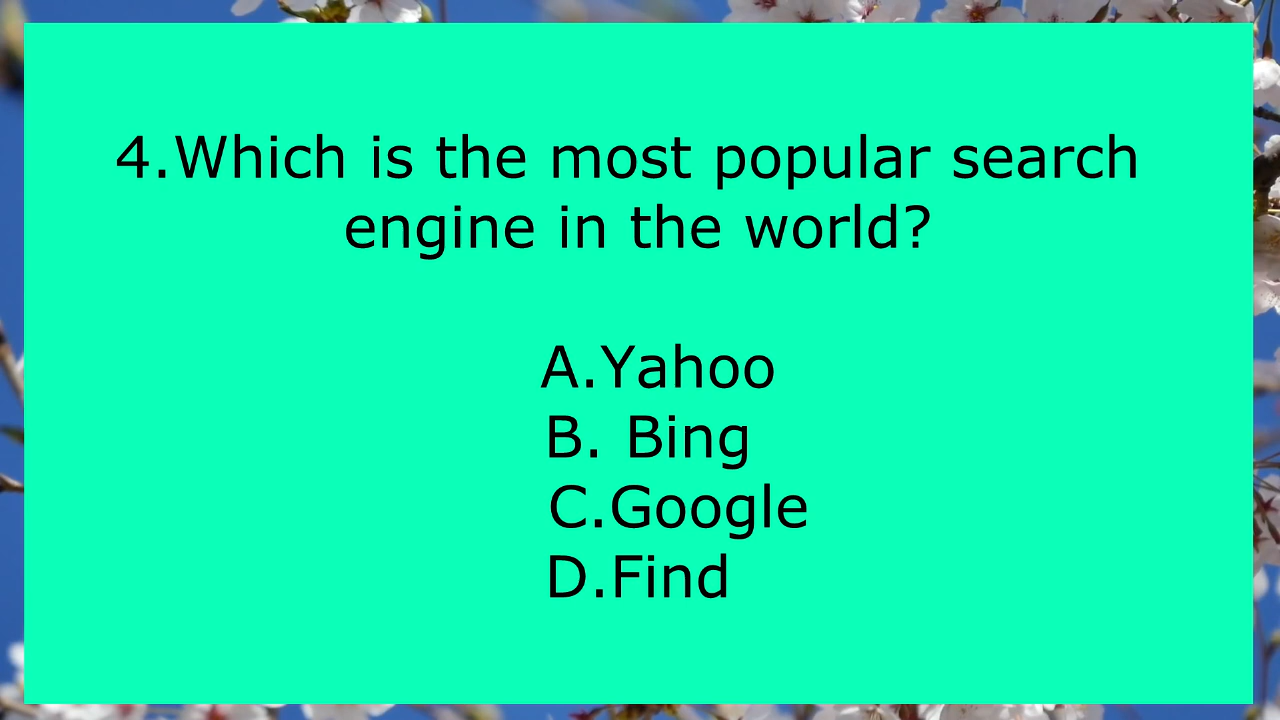 4.Which is the most popular search
engine in the world?
A.Yahoo
B. Bing
C.Google
D.Find